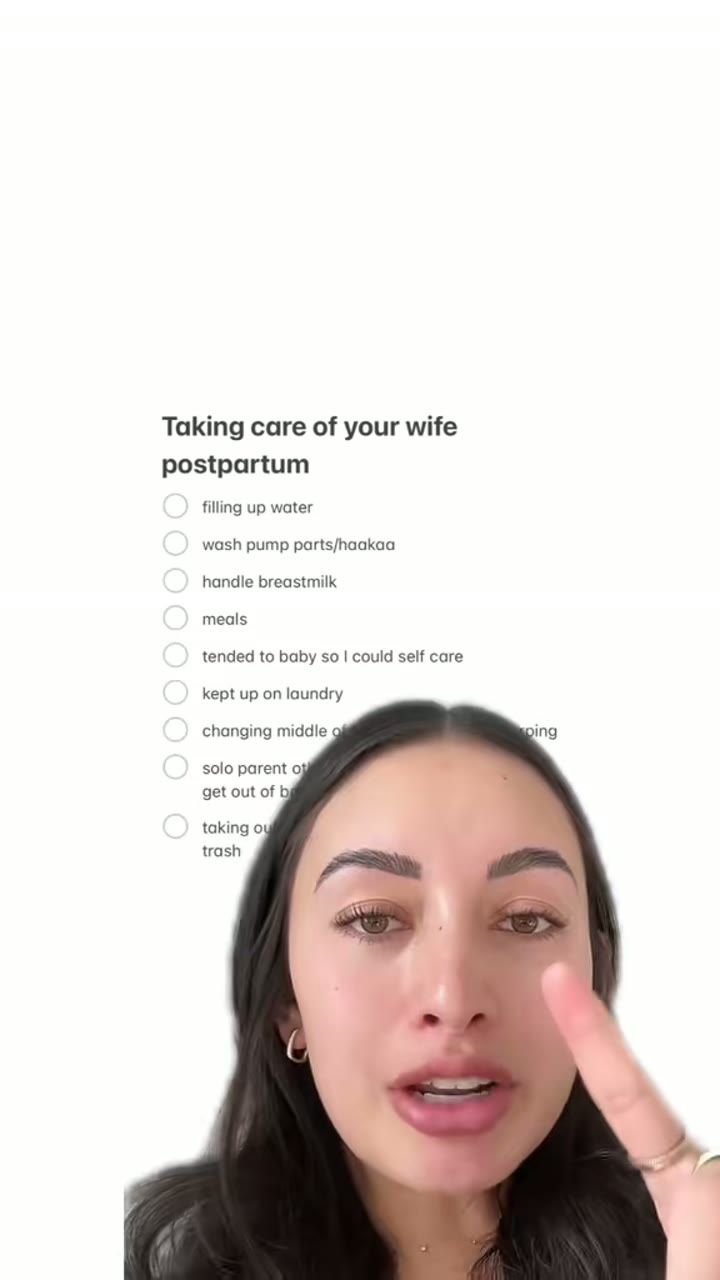 Taking care of your wife
postpartum
filling up water
wash pump parts/haakaa
handle breastmilk
meals
tended to baby so I could self care
kept up on laundry
changing middle
solo parent
get out of
taking
trash